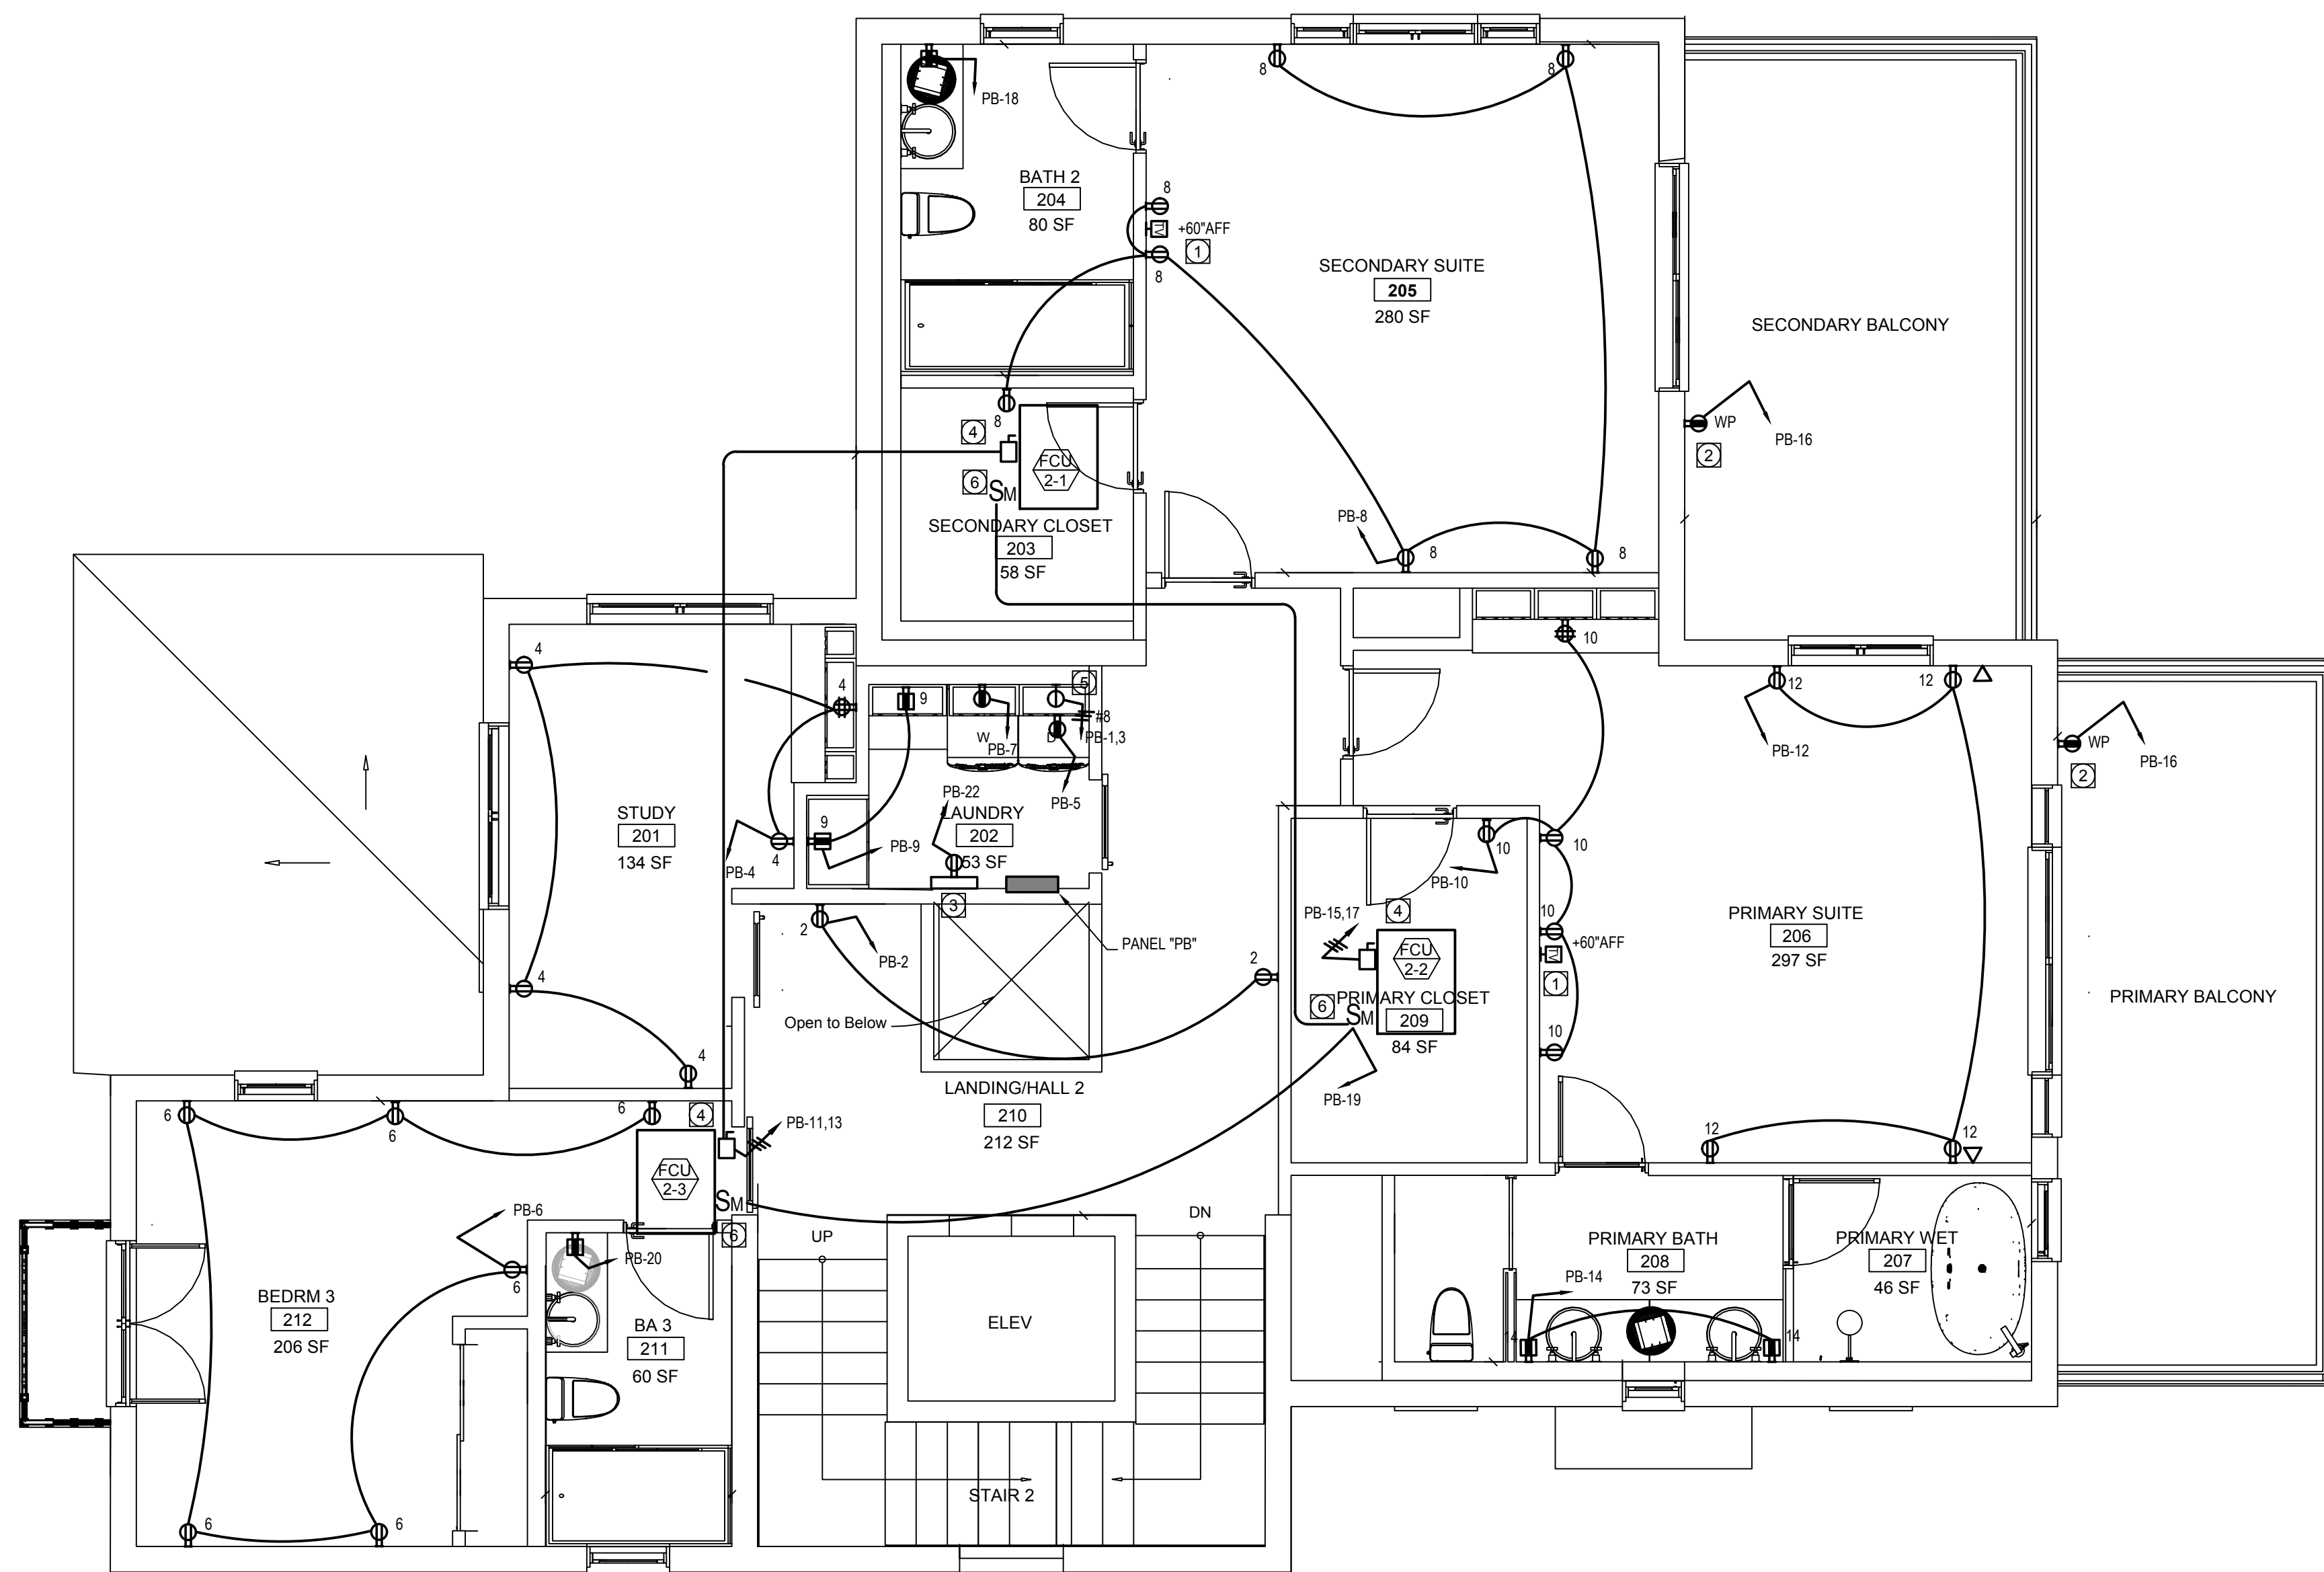 PB-18
8
8
BATH 2
204
80 SF
8
TV
+60"AFF
1
8
SECONDARY SUITE
205
280 SF
SECONDARY BALCONY
WP
PB-16
2
8
4
6
SM
FCU
2-1
SECONDARY CLOSET
203
58 SF
PB-8
8
8
10
4
4
9
5
#8
W
D
PB-7
PB-1,3
PB-5
12
12
PB-12
WP
PB-16
2
STUDY
201
134 SF
PB-4
4
9
PB-9
PB-22
LAUNDRY
202
53 SF
3
PANEL "PB"
10
10
PB-10
PB-15,17
4
FCU
2-2
6
SM
PRIMARY CLOSET
209
84 SF
PB-19
10
TV
+60"AFF
1
10
PRIMARY SUITE
206
297 SF
PRIMARY BALCONY
2
PB-2
2
Open to Below
4
4
LANDING/HALL 2
210
212 SF
6
6
6
4
PB-11,13
FCU
2-3
SM
6
12
12
PB-6
6
PB-20
BEDRM 3
212
206 SF
BA 3
211
60 SF
6
6
UP
DN
ELEV
STAIR 2
PRIMARY BATH
208
73 SF
PB-14
14
14
PRIMARY WET
207
46 SF